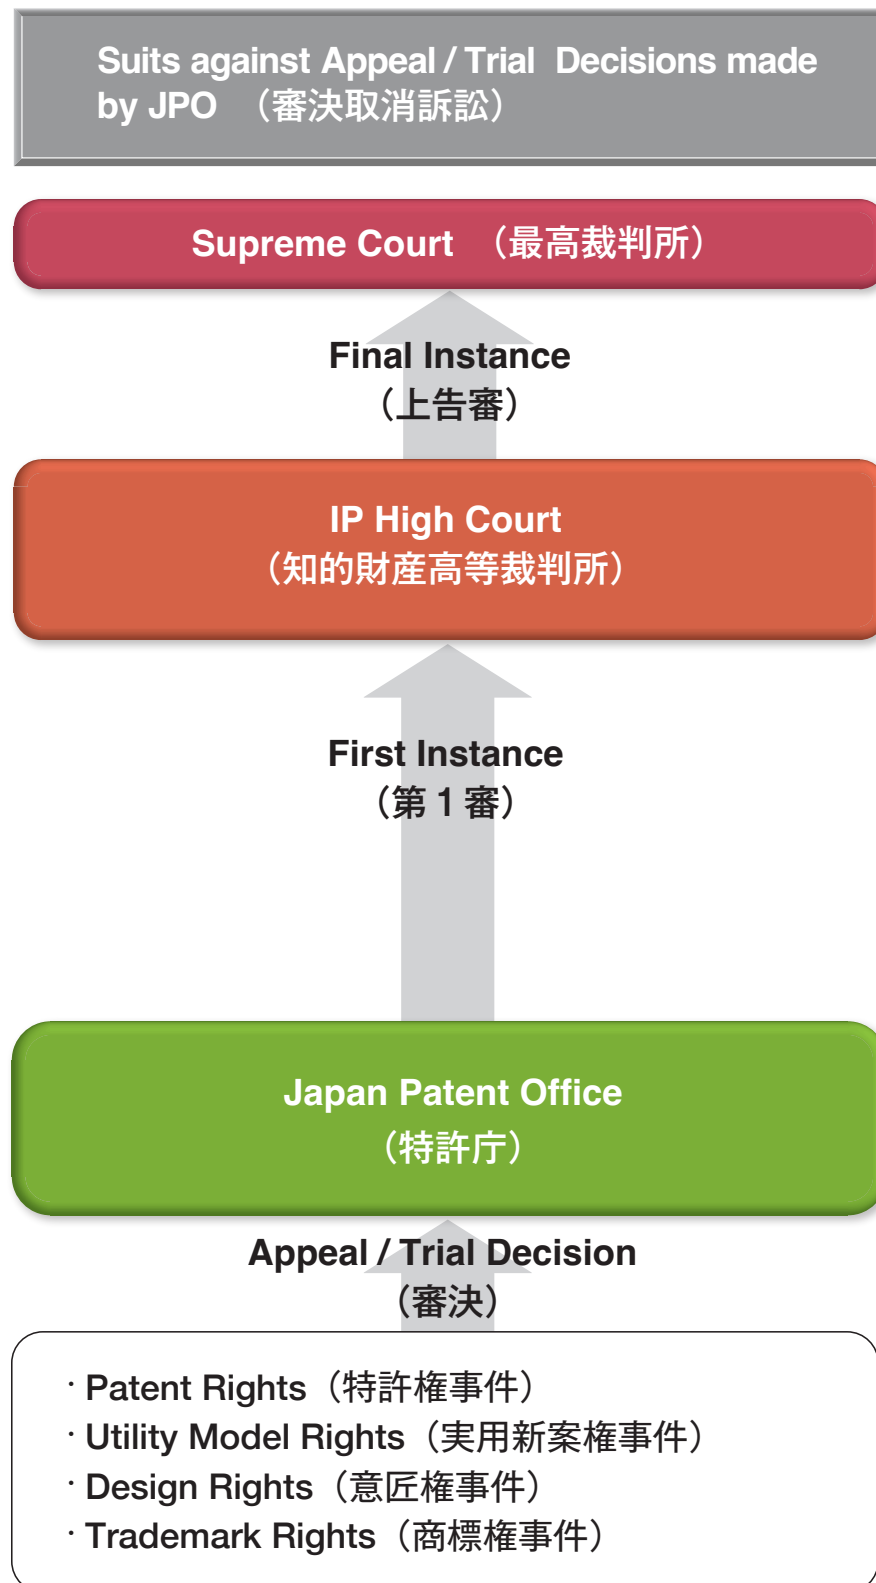 Suits against Appeal / Trial Decisions made
by JPO （審決取消訴訟）
Supreme Court （最高裁判所）
Final Instance
（上告審）
IP High Court
（知的財産高等裁判所）
First Instance
（第 1 審）
Japan Patent Office
（特許庁）
Appeal / Trial Decision
（審決）
· Patent Rights（特許権事件）
· Utility Model Rights（実用新案権事件）
· Design Rights（意匠権事件）
· Trademark Rights（商標権事件）